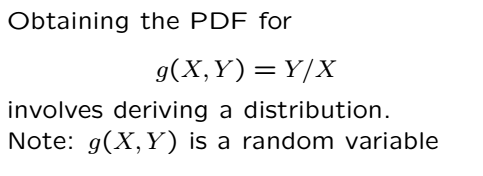 Obtaining the PDF for
g(X, Y) = Y/X
involves deriving a distribution.
Note: g(X, Y) is a random variable